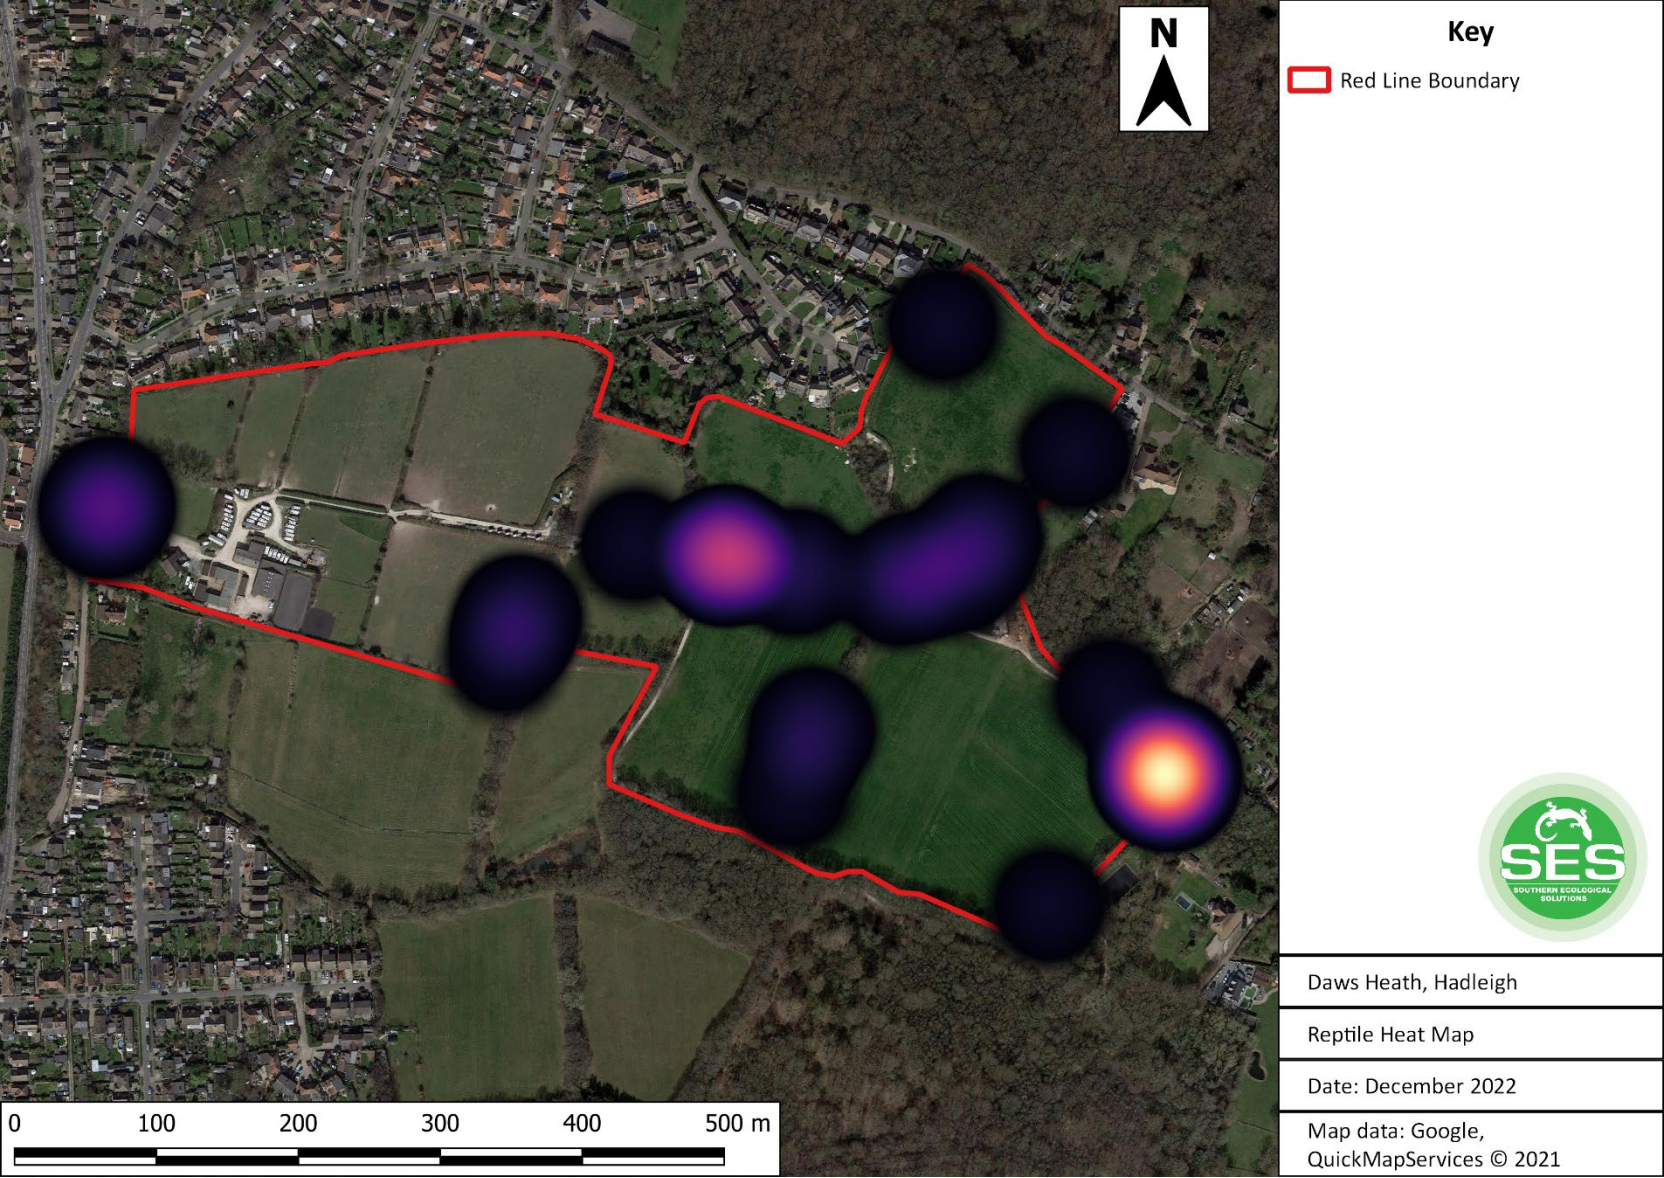 N
Key
Red Line Boundary
SES
SOUTHERN ECOLOGICAL
SOLUTIONS
Daws Heath, Hadleigh
Reptile Heat Map
Date: December 2022
Map data: Google,
QuickMapServices © 2021
0 100 200 300 400 500 m